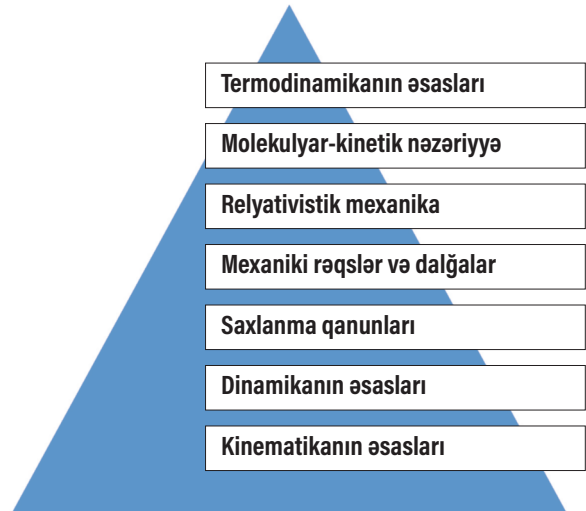 Termodinamikanın əsasları
Molekulyar-kinetik nəzəriyyə
Relyativistik mexanika
Mexaniki rəqslər və dalğalar
Saxlanma qanunları
Dinamikanın əsasları
Kinematikanın əsasları